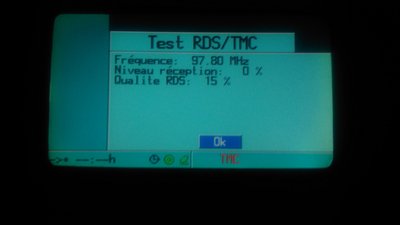 Test RDS/TMC
Fréquence: 97.80 MHz
Niveau réception: 0 %
Qualite RDS: 15 %
Ok
--:--h
TMC